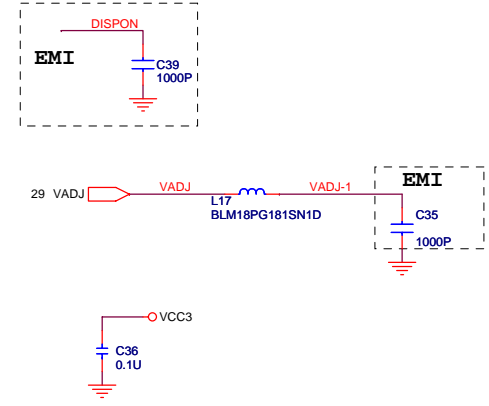 DISPON
EMI
C39
1000P
EMI
29 VADJ
VADJ
VADJ-1
L17
BLM18PG181SN1D
C35
1000P
VCC3
C36
0.1U